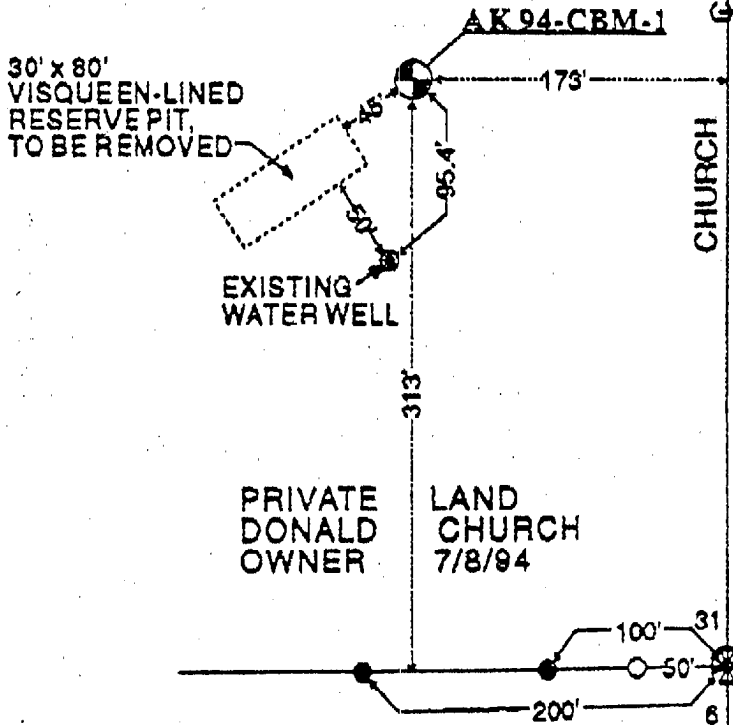 AK 94-CBM-1
30' x 80'
VISQUEEN-LINED
RESERVE PIT,
TO BE REMOVED
173'
45'
95.4'
CHURCH
50'
EXISTING
WATER WELL
313'
PRIVATE LAND
DONALD CHURCH
OWNER 7/8/94
31
100'
50'
200'
6